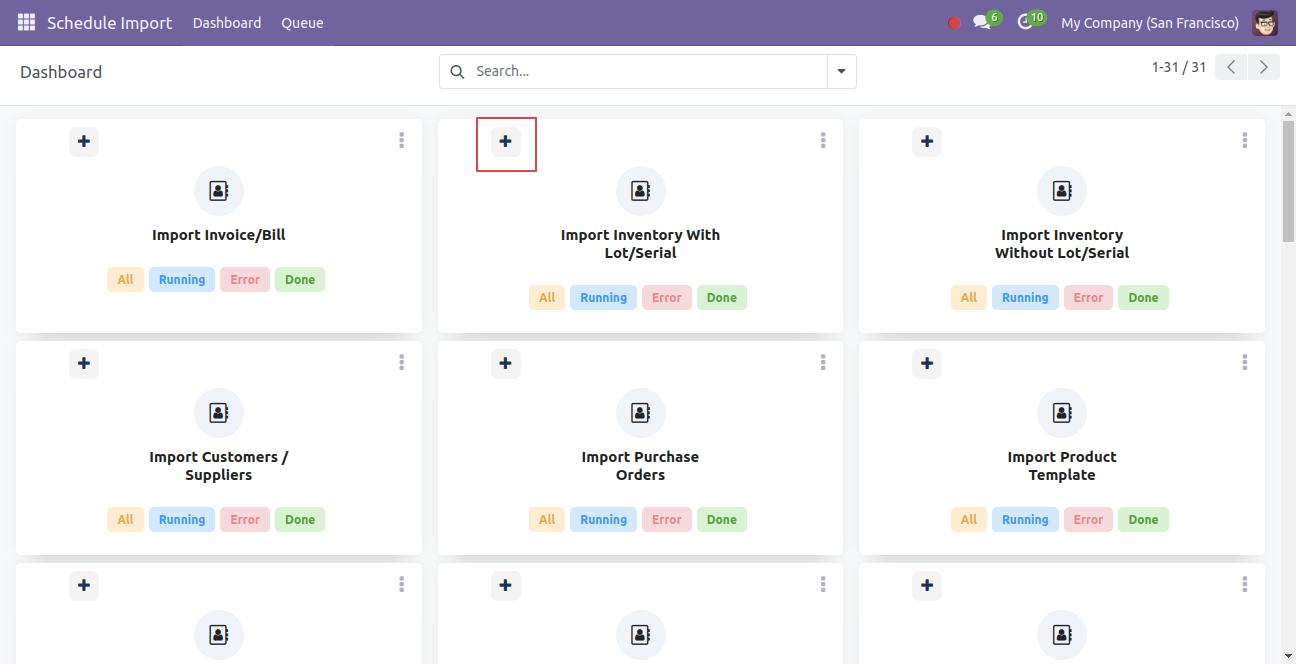 Schedule Import Dashboard Queue 6 10 My Company (San Francisco)
Dashboard Search... 1-31 / 31
Import Invoice/Bill
All Running Error Done
Import Inventory With
Lot/Serial
All Running Error Done
Import Inventory
Without Lot/Serial
All Running Error Done
Import Customers /
Suppliers
All Running Error Done
Import Purchase
Orders
All Running Error Done
Import Product
Template
All Running Error Done